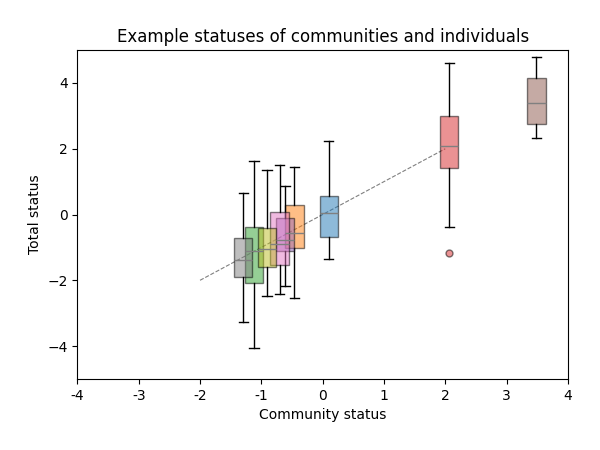 Example statuses of communities and individuals
Total status
4
2
0
−2
−4
-4 -3 -2 -1 0 1 2 3 4
Community status